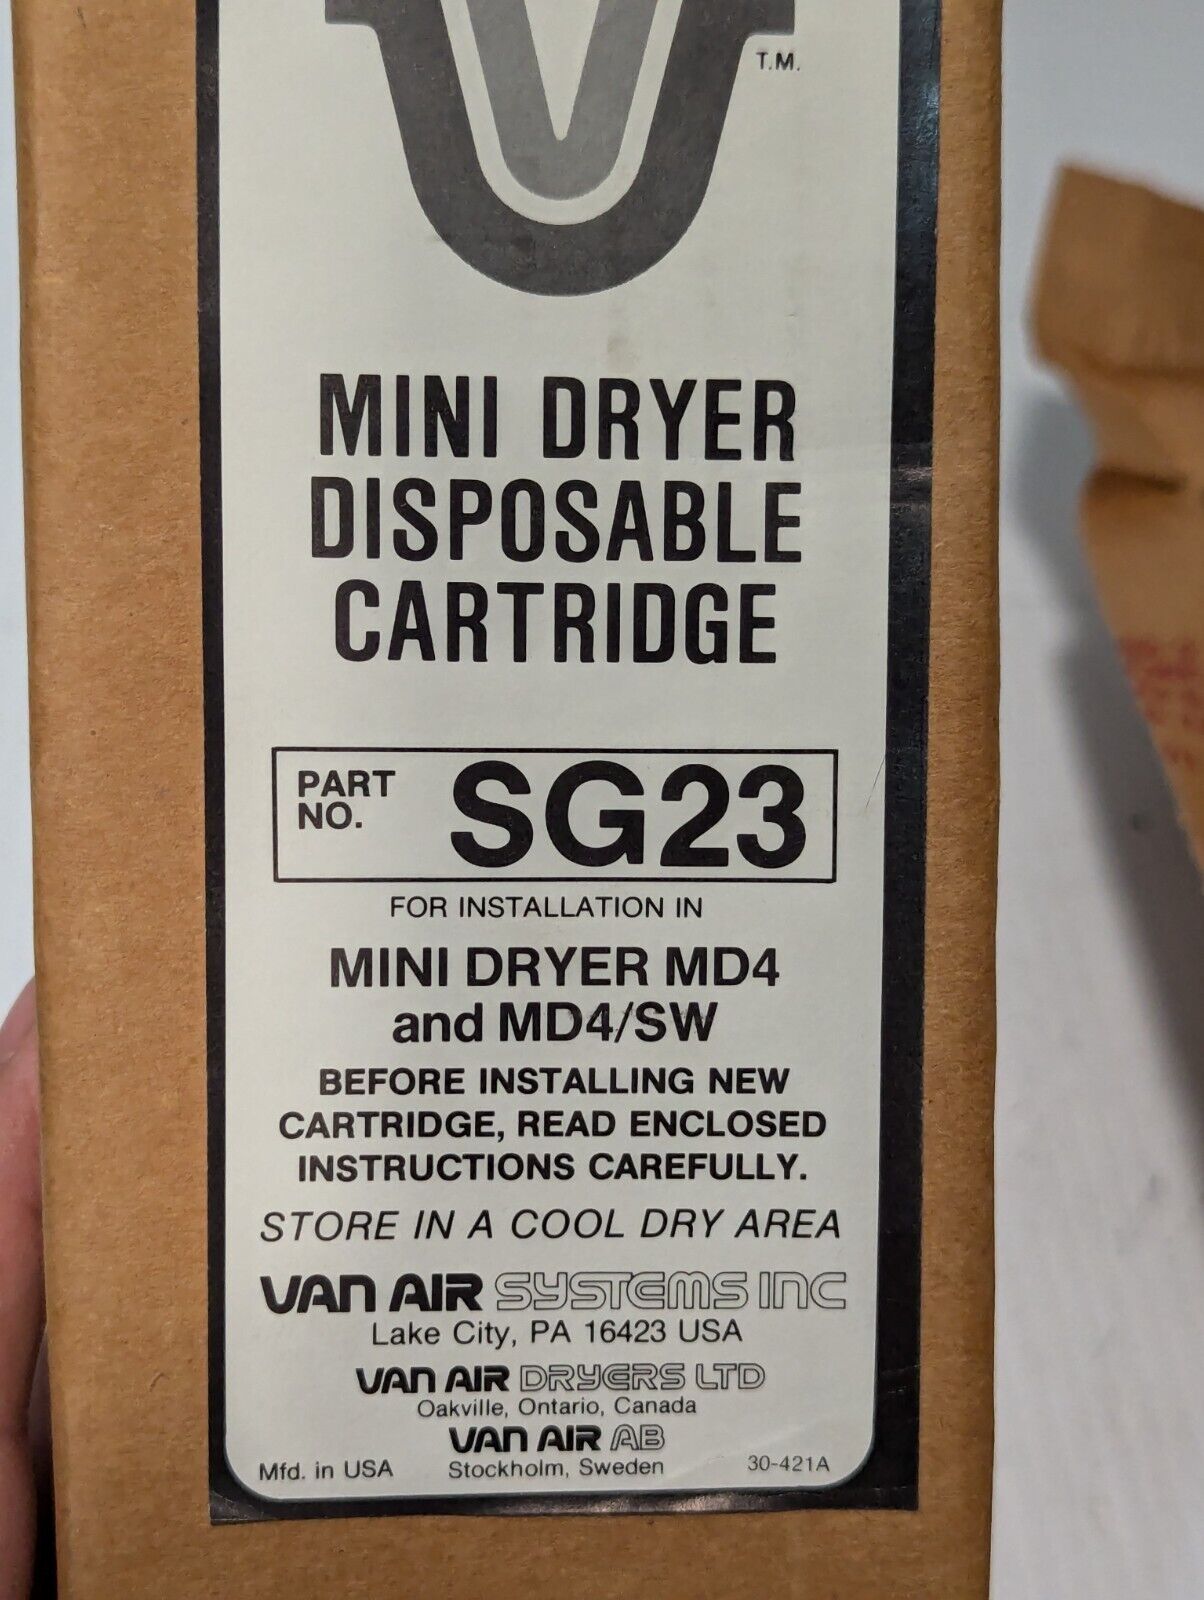 T.M.
MINI DRYER
DISPOSABLE
CARTRIDGE
PART
NO.
SG23
FOR INSTALLATION IN
MINI DRYER MD4
and MD4/SW
BEFORE INSTALLING NEW
CARTRIDGE, READ ENCLOSED
INSTRUCTIONS CAREFULLY.
STORE IN A COOL DRY AREA
VAN AIR SYSTEMS INC
Lake City, PA 16423 USA
VAN AIR DRYERS LTD
Oakville, Ontario, Canada
VAN AIR AB
Mfd. in USA Stockholm, Sweden 30-421A